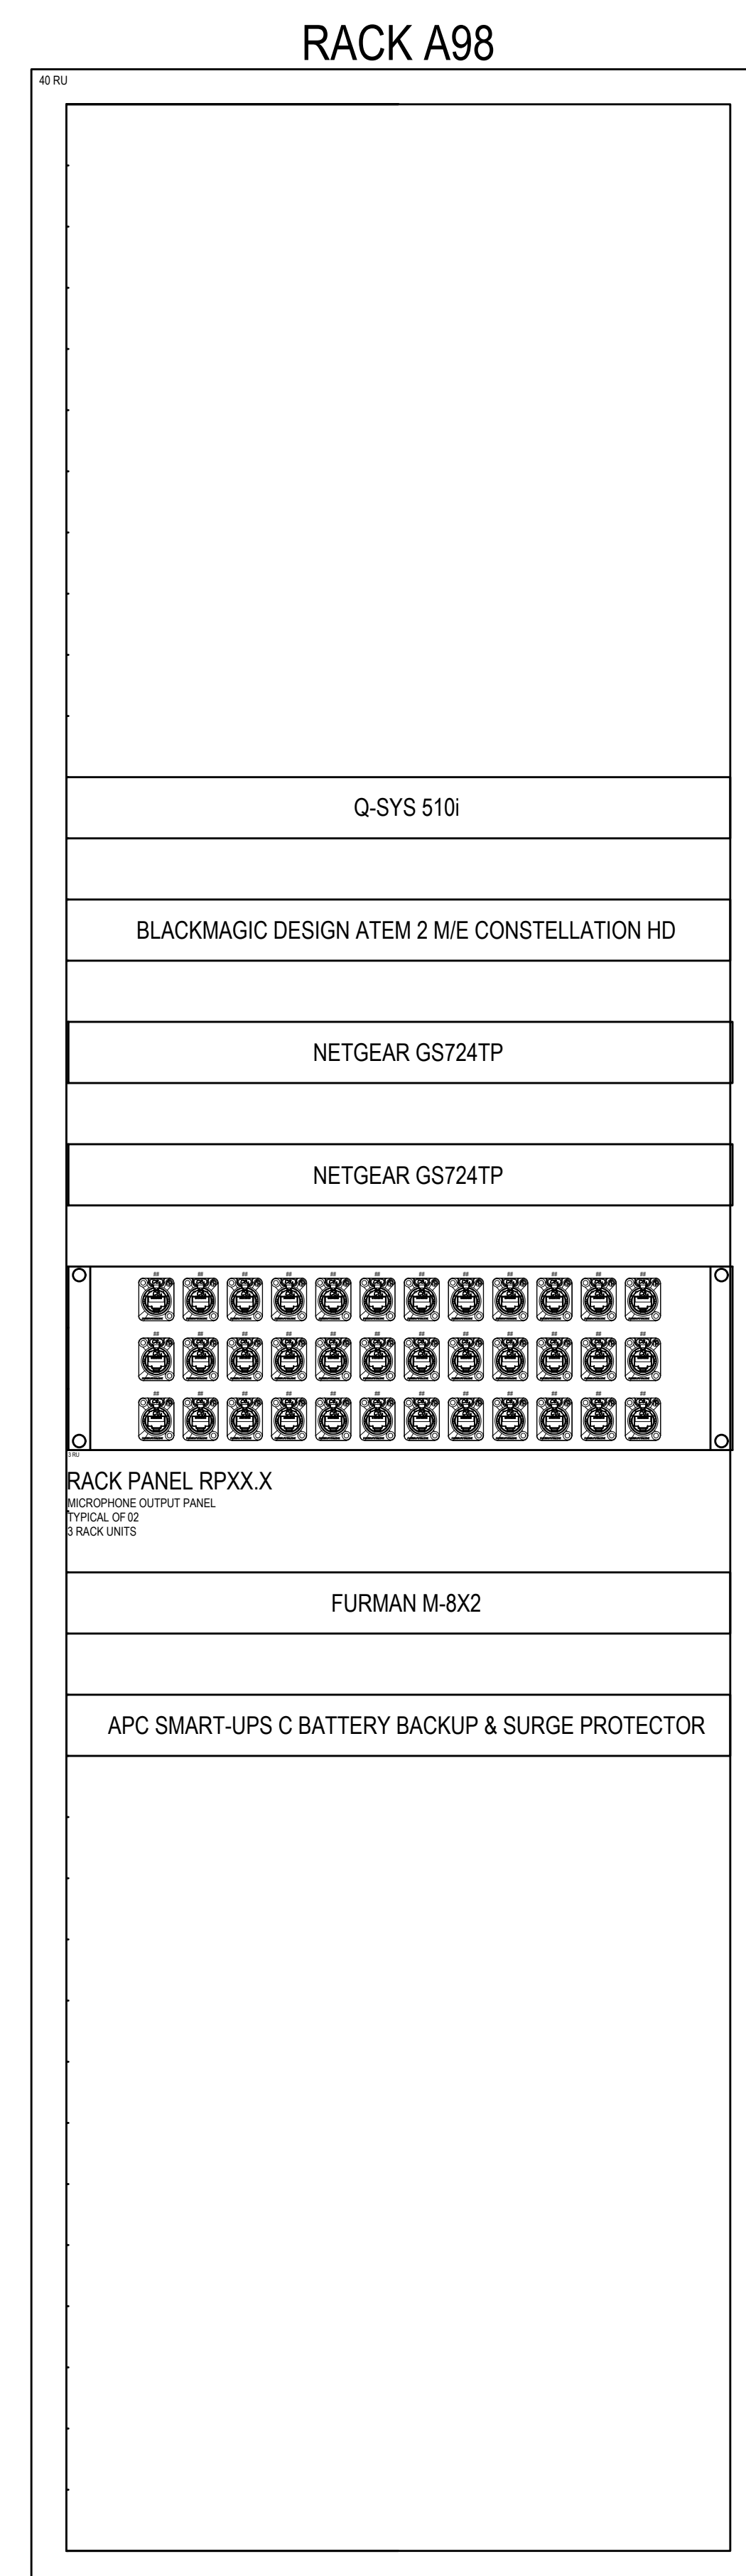 RACK A98
40 RU
Q-SYS 510i
BLACKMAGIC DESIGN ATEM 2 M/E CONSTELLATION HD
NETGEAR GS724TP
NETGEAR GS724TP
## ## ## ## ## ## ## ## ## ## ## ##
## ## ## ## ## ## ## ## ## ## ## ##
## ## ## ## ## ## ## ## ## ## ## ##
3 RU
RACK PANEL RPXX.X
MICROPHONE OUTPUT PANEL
TYPICAL OF 02
3 RACK UNITS
FURMAN M-8X2
APC SMART-UPS C BATTERY BACKUP & SURGE PROTECTOR